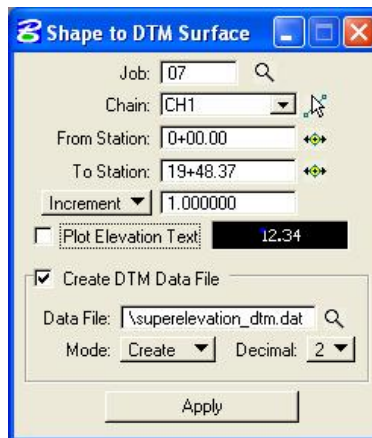 Shape to DTM Surface
Job: 07
Chain: CH1
From Station: 0+00.00
To Station: 19+48.37
Increment 1.000000
Plot Elevation Text 12.34
Create DTM Data File
Data File: \superelevation_dtm.dat
Mode: Create Decimal: 2
Apply